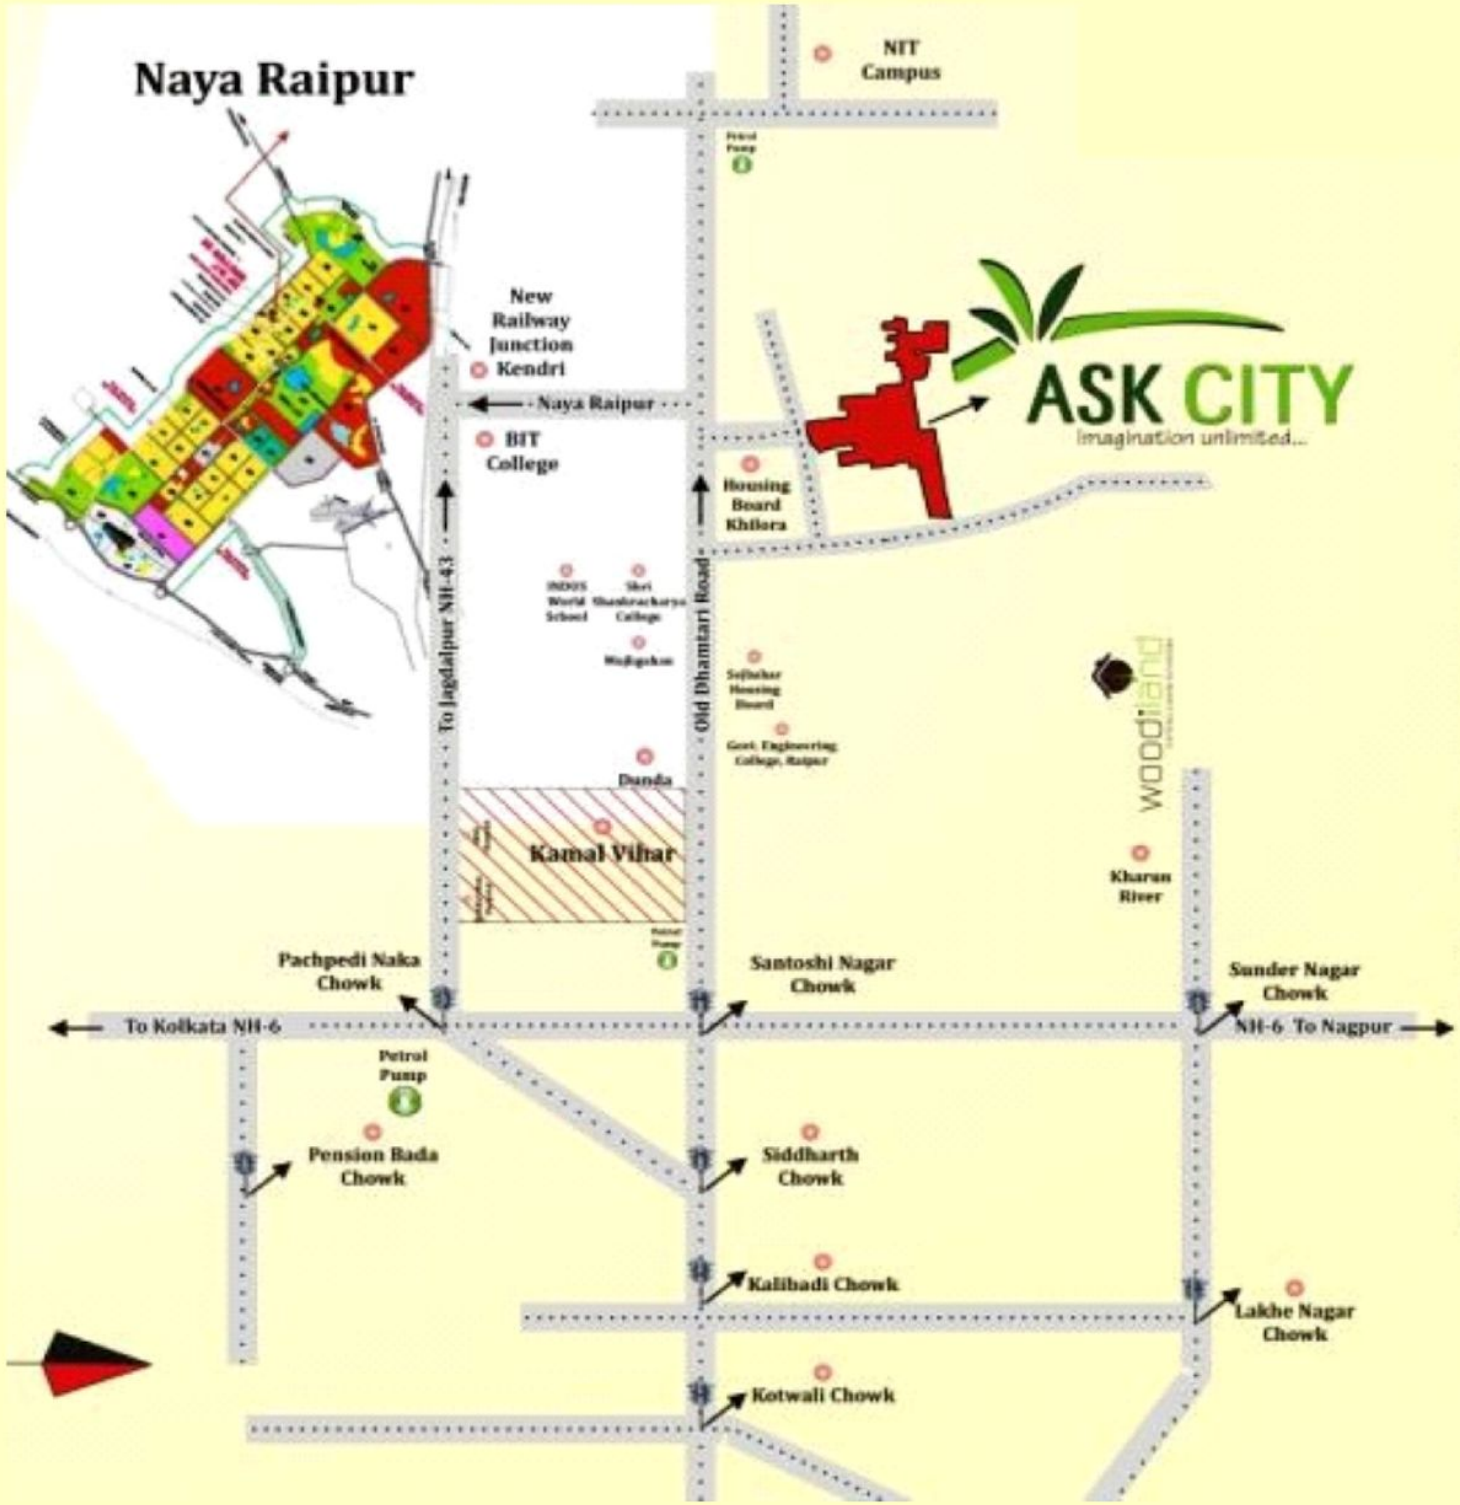 NIT
Campus
Naya Raipur
Petrol
Pump
New
Railway
Junction
Kendri
ASK CITY
imagination unlimited...
Naya Raipur
BIT
College
Housing
Board
Khilora
To Jagdalpur NH-43
Old Dhamtari Road
INDUS
World
School
Shri
Shankracharya
College
Mujhgahan
Sejbahar
Housing
Board
Govt. Engineering
College, Raipur
woodiland
Dunda
Kamal Vihar
Kharun
River
Petrol
Pump
Pachpedi Naka
Chowk
Santoshi Nagar
Chowk
Sunder Nagar
Chowk
To Kolkata NH-6
NH-6 To Nagpur
Petrol
Pump
Pension Bada
Chowk
Siddharth
Chowk
Kalibadi Chowk
Lakhe Nagar
Chowk
Kotwali Chowk